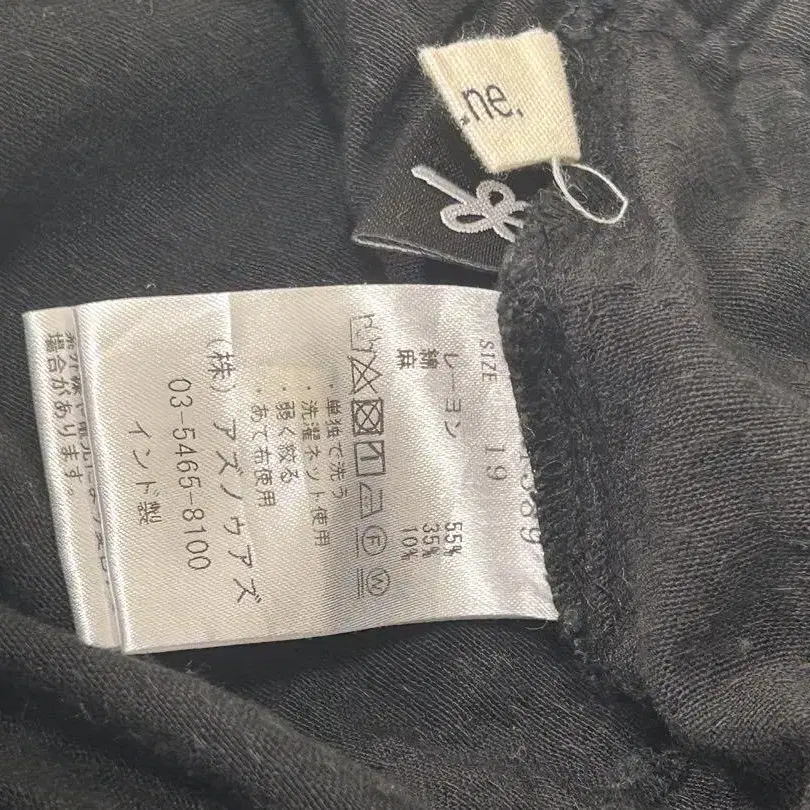 .ne.
SIZE 19
レーヨン 55%
綿 35%
麻 10%
・単独で洗う
・洗濯ネット使用
・弱く絞る
・あて布使用
(株)アズノゥアズ
03-5465-8100
インド製
場合があります。